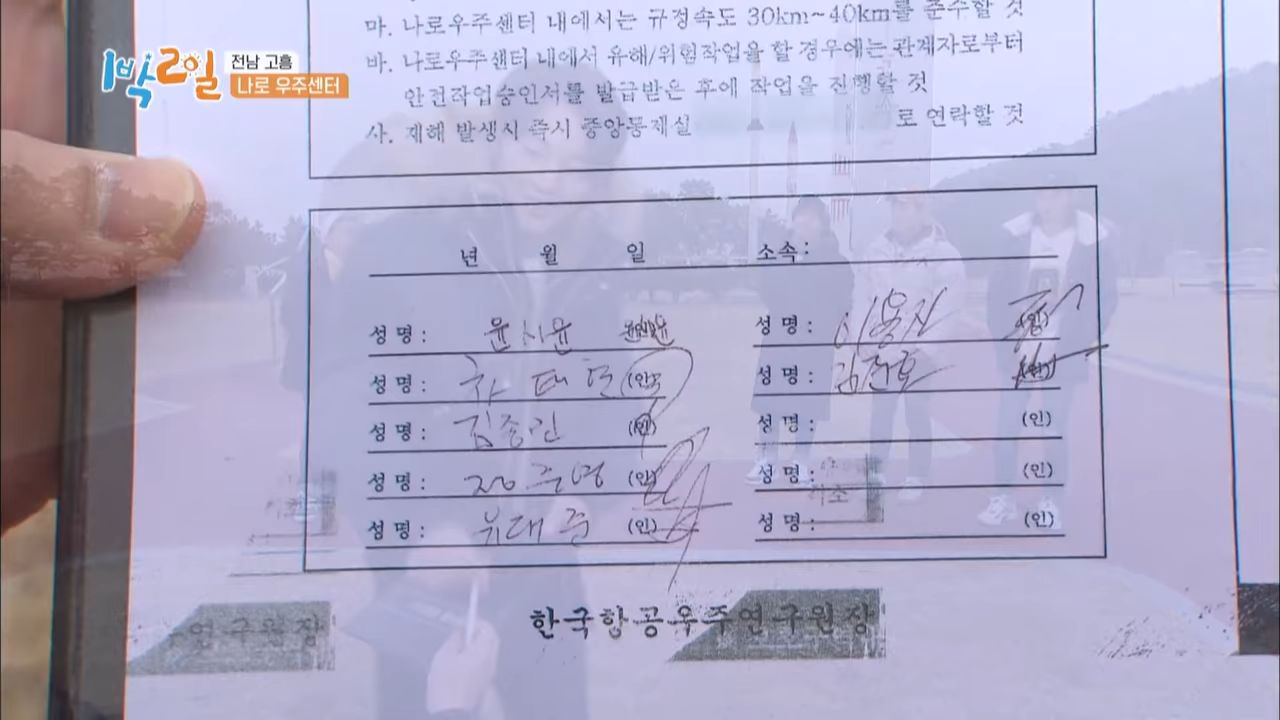 1박2일
전남 고흥
나로 우주센터
마. 나로우주센터 내에서는 규정속도 30km~40km를 준수할 것
바. 나로우주센터 내에서 유해/위험작업을 할 경우에는 관계자로부터
안전작업승인서를 발급받은 후에 작업을 진행할 것
사. 재해 발생시 즉시 중앙통제실 로 연락할 것
년 월 일 소속:
성명: 윤시윤
성명: 차태현 (인)
성명: 김종민 (인)
성명: 정준영 (인)
성명: 유대중 (인)
성명: 이용진 (인)
성명: 김준호 (인)
성명: (인)
성명: (인)
성명: (인)
한국항공우주연구원장
연구원장